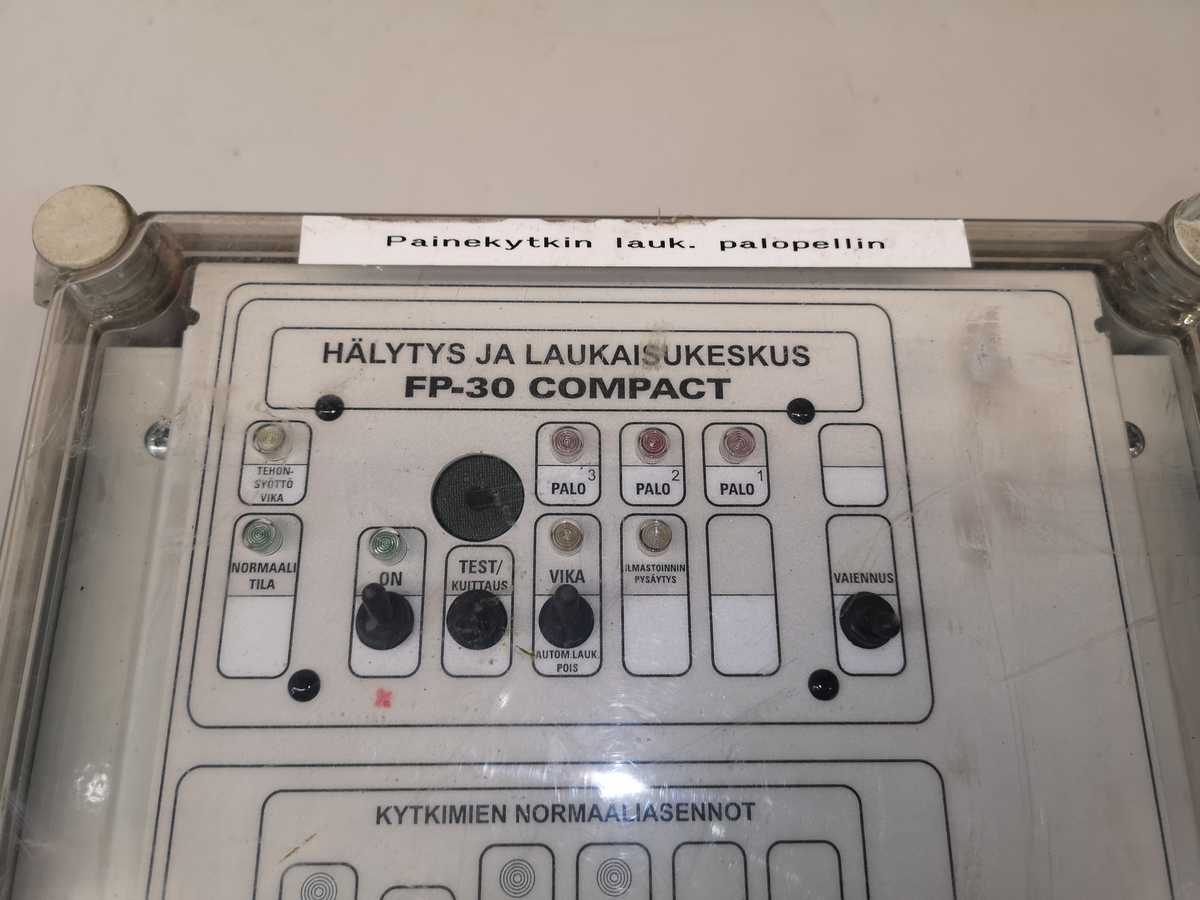 Painekytkin lauk. palopellin
HÄLYTYS JA LAUKAISUKESKUS
FP-30 COMPACT
TEHON-
SYÖTTÖ
VIKA
PALO 3
PALO 2
PALO 1
NORMAALI
TILA
ON
TEST/
KUITTAUS
VIKA
AUTOM.LAUK.
POIS
ILMASTOINNIN
PYSÄYTYS
VAIENNUS
KYTKIMIEN NORMAALIASENNOT